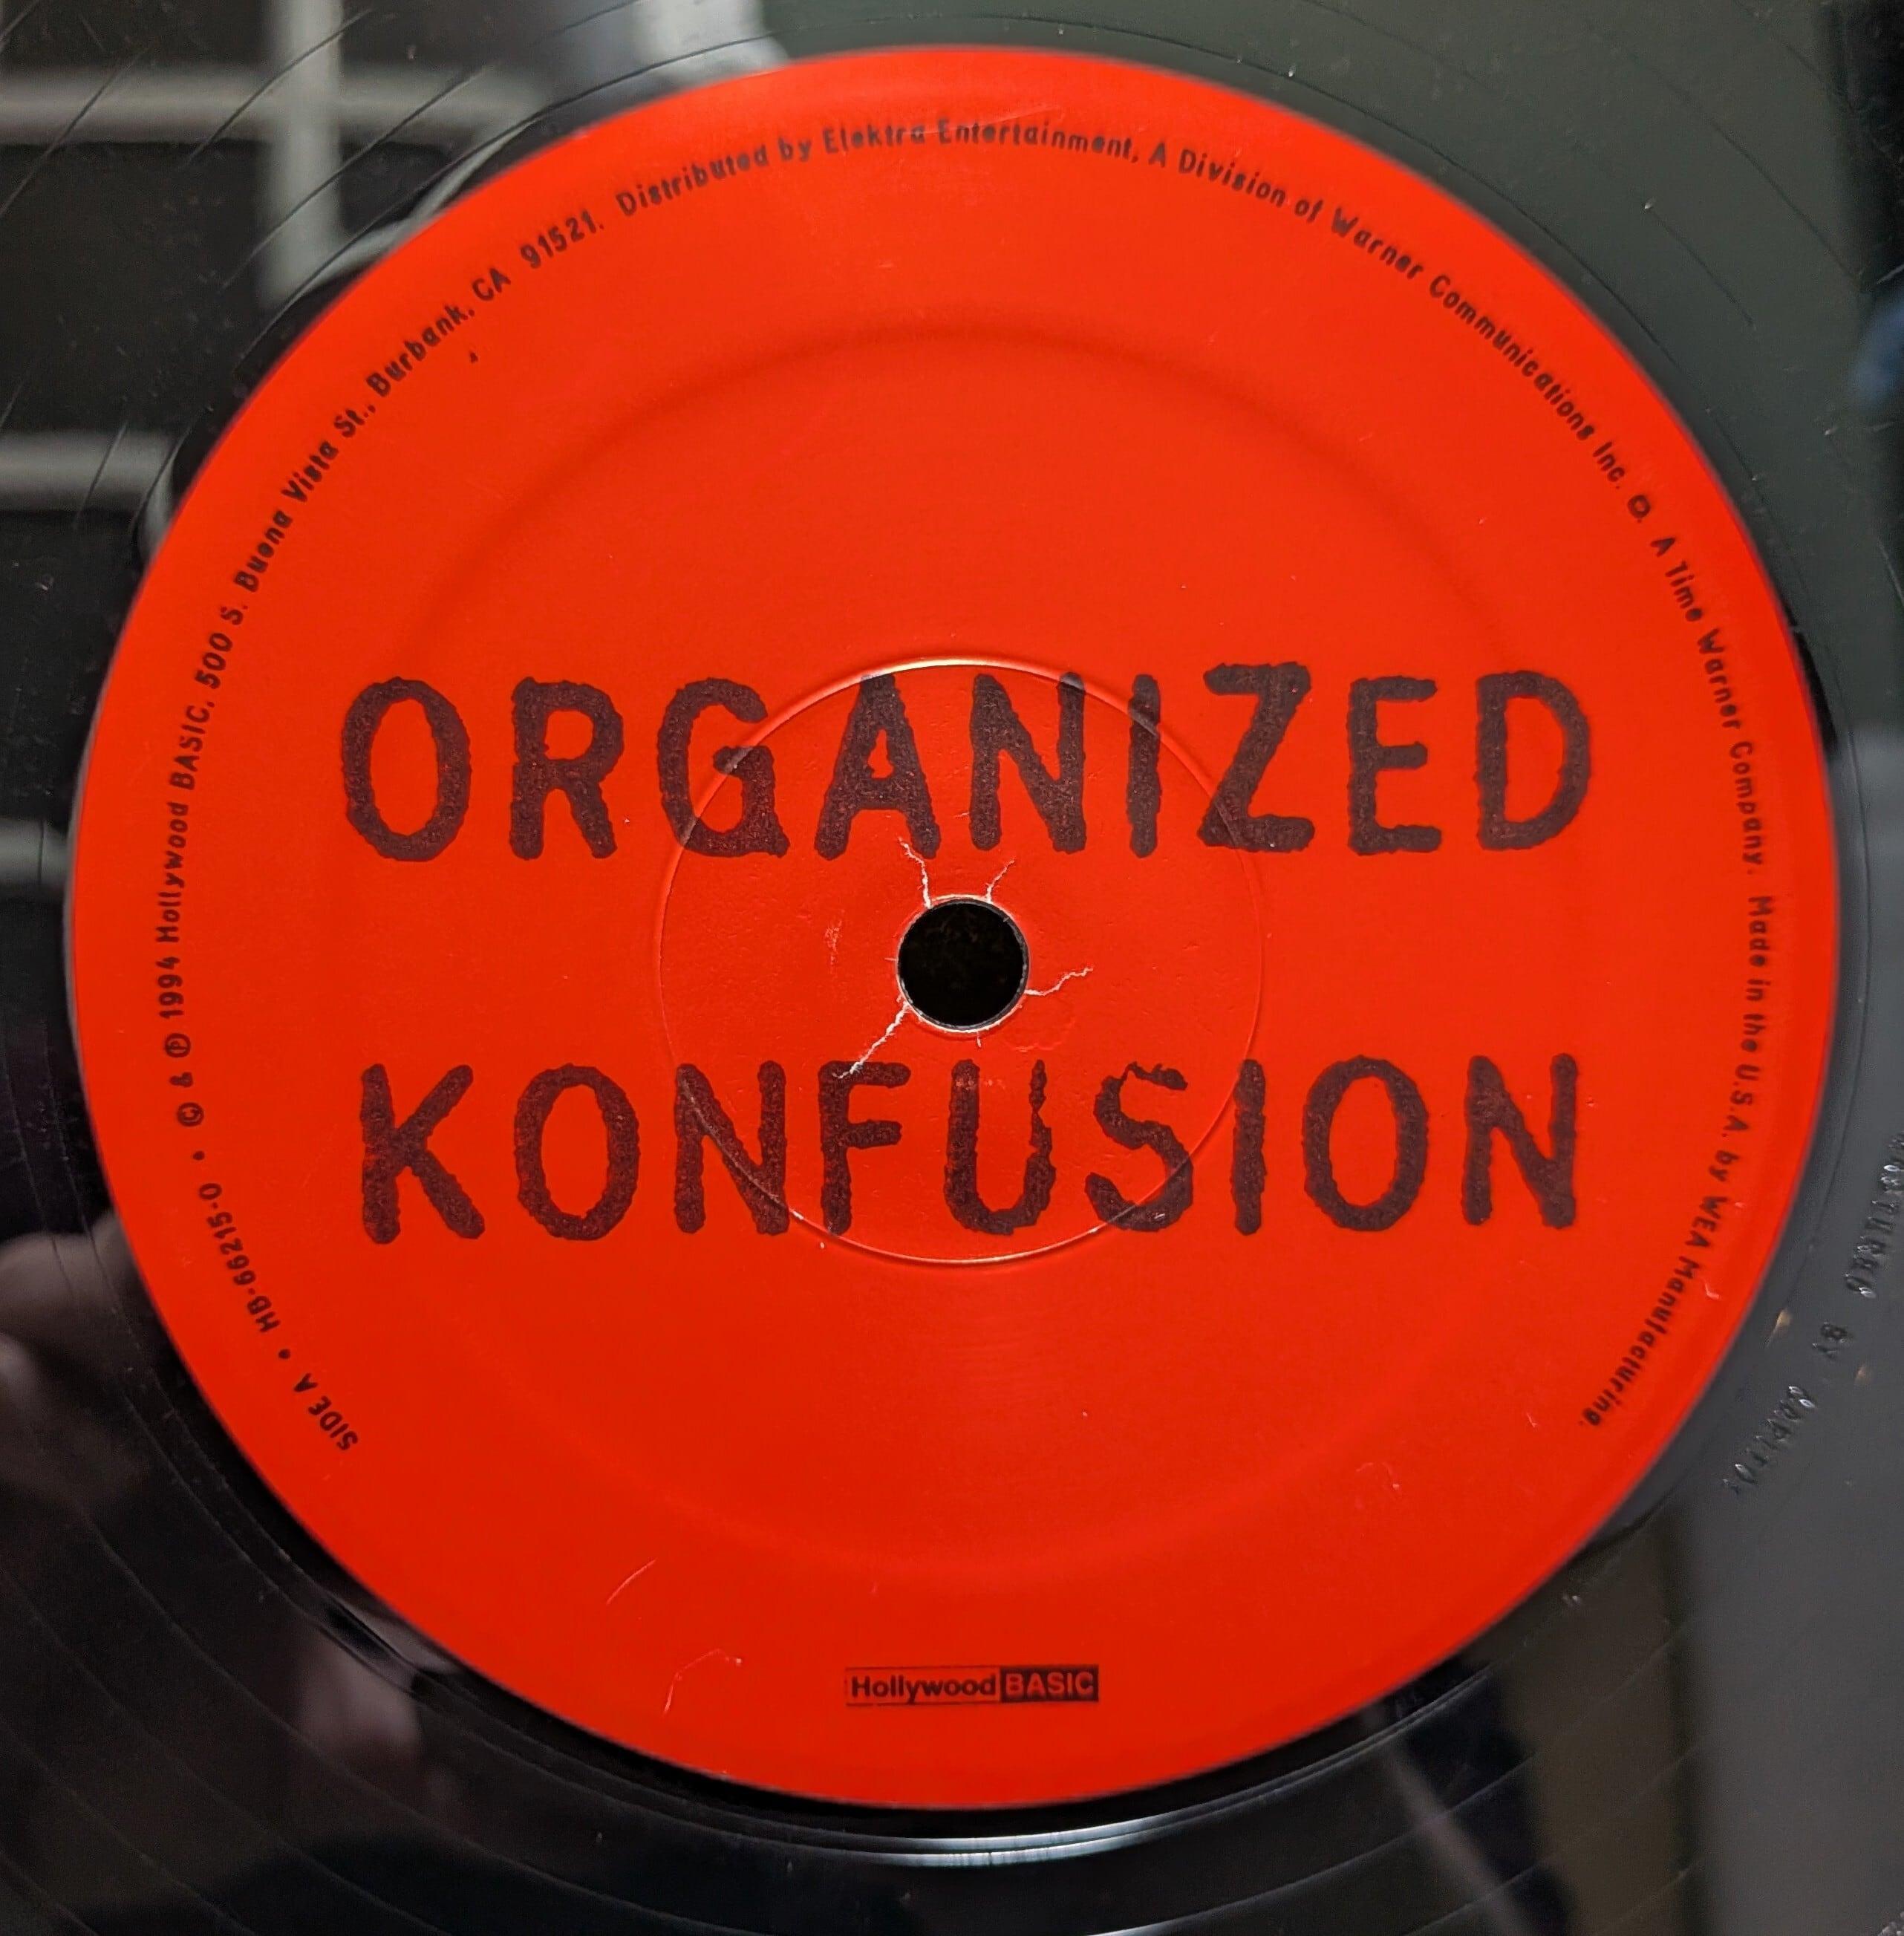 SIDE A • HB-66215-0 • © & ℗ 1994 Hollywood BASIC, 500 S. Buena Vista St., Burbank, CA 91521. Distributed by Elektra Entertainment, A Division of Warner Communications Inc. A Time Warner Company. Made in the U.S.A. by WEA Manufacturing.
ORGANIZED
KONFUSION
Hollywood BASIC